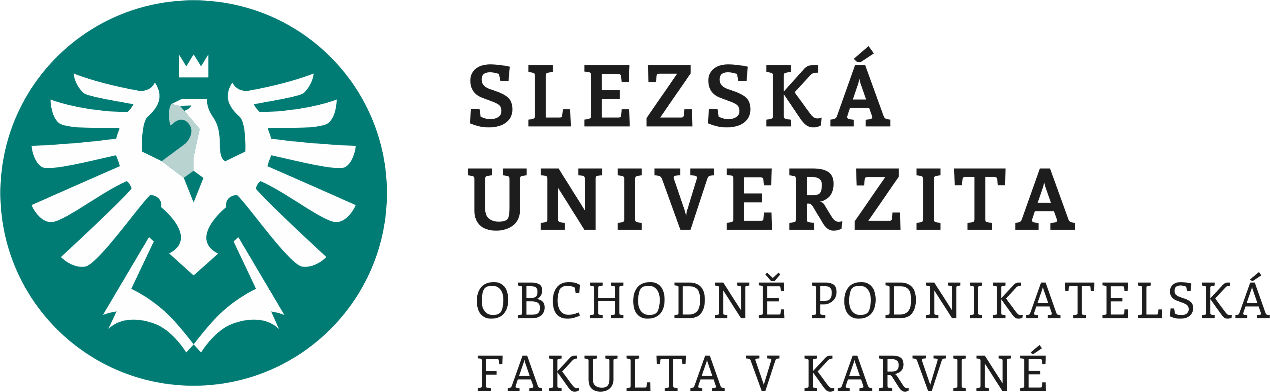 SLEZSKÁ
UNIVERZITA
OBCHODNĚ PODNIKATELSKÁ
FAKULTA V KARVINÉ